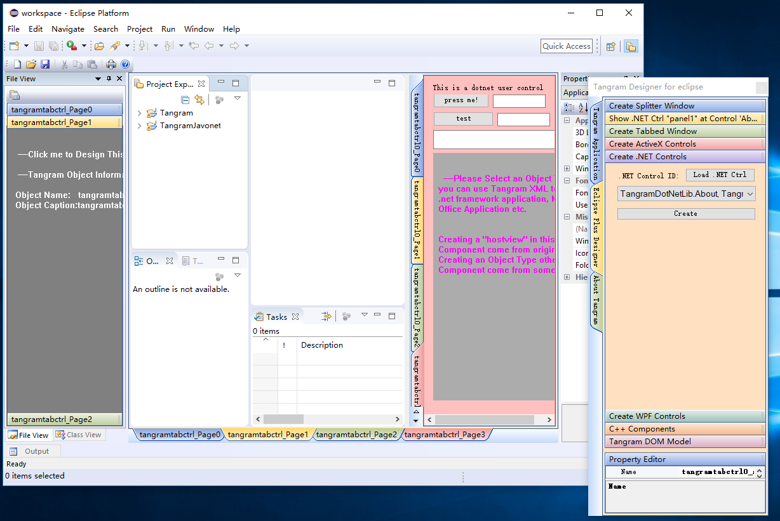 workspace - Eclipse Platform
File Edit Navigate Search Project Run Window Help
Quick Access
File View
tangramtabctrl_Page0
tangramtabctrl_Page1
—Click me to Design This
—Tangram Object Inform
Object Name: tangramta
Object Caption:tangramtab
tangramtabctrl_Page2
File View
Class View
Output
Ready
0 items selected
Project Exp...
Tangram
TangramJavonet
O...
T...
An outline is not available.
Tasks
0 items
! Description
tangramtabctrl_Page0
tangramtabctrl_Page1
tangramtabctrl_Page2
tangramtabctrl_Page3
tangramtabctrl0_Page0
tangramtabctrl0_Page1
tangramtabctrl0_Page2
tangramtabctrl
This is a dotnet user control
press me!
test
—Please Select an Object
you can use Tangram XML t
.net framework application, M
Office Application etc.
Creating a "hostview" in this
Component come from origin
Creating an Object Type othe
Component come from some
Property
Applica
App
3D
Bor
Cap
Win
Fon
Fon
Use
Mis
(Na
Win
Icon
Fold
Hie
Tangram Designer for eclipse
Tangram Application
Eclipse Plus Designer
About Tangram
Create Splitter Window
Show .NET Ctrl "panel1" at Control 'Ab...
Create Tabbed Window
Create ActiveX Controls
Create .NET Controls
.NET Control ID:
Load .NET Ctrl
TangramDotNetLib.About, Tangr
Create
Create WPF Controls
C++ Components
Tangram DOM Model
Property Editor
Name tangramtabctrl0_
Name